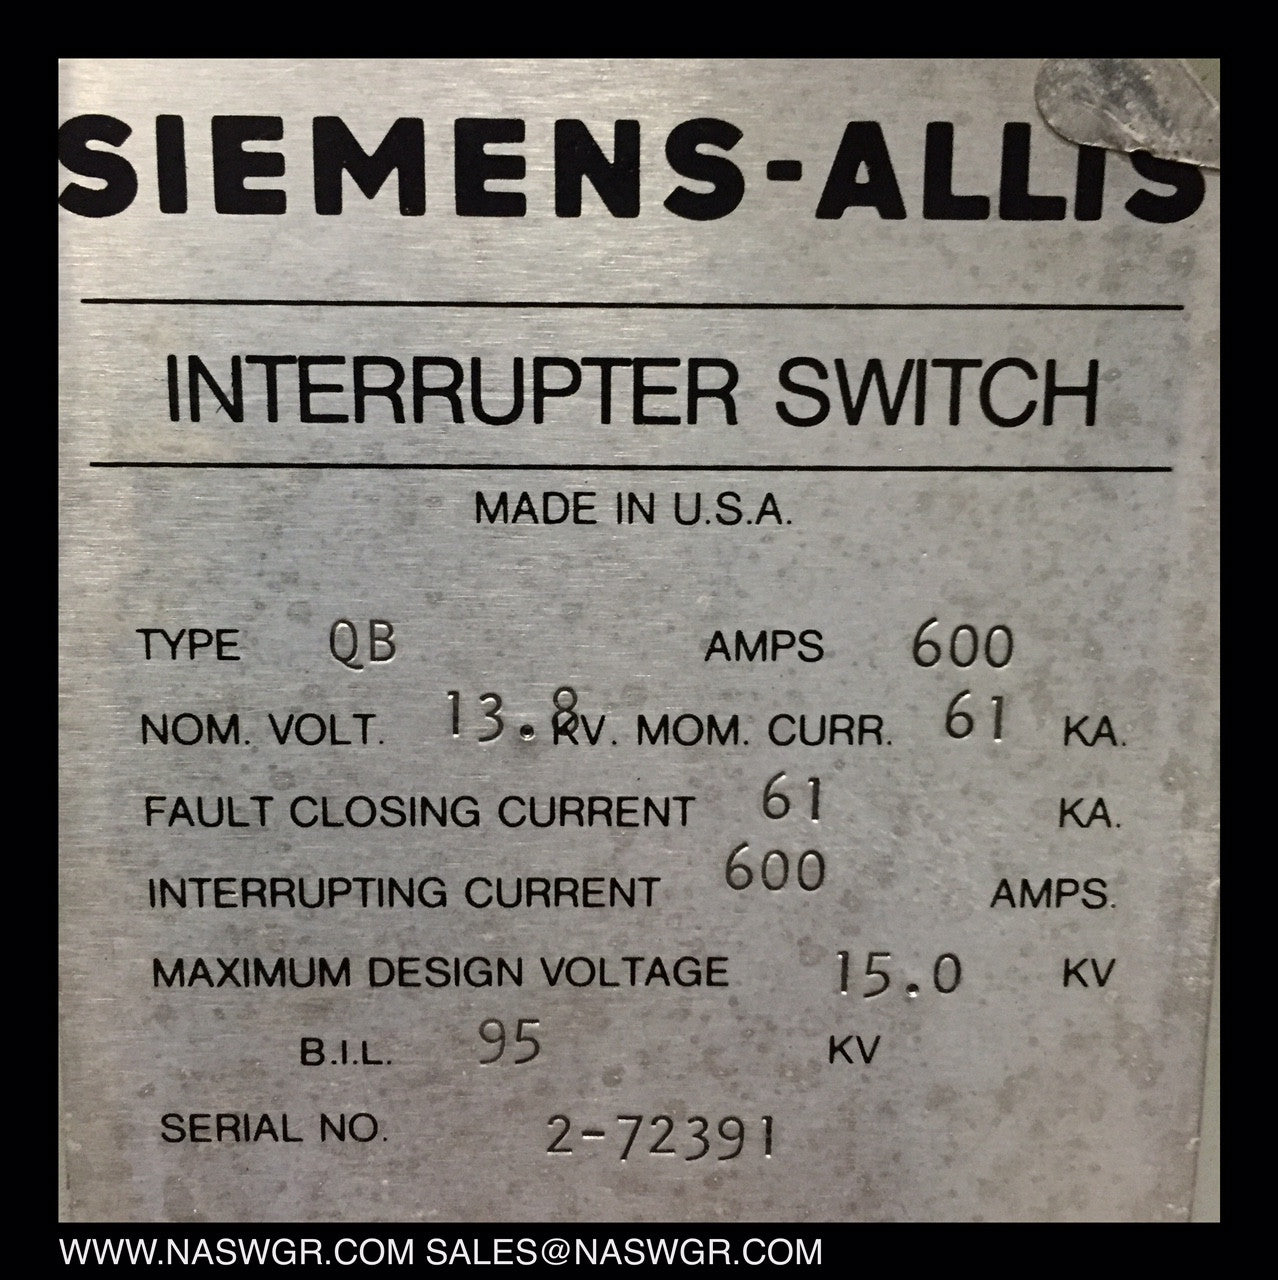 SIEMENS-ALLIS
INTERRUPTER SWITCH
MADE IN U.S.A.
TYPE QB AMPS 600
NOM. VOLT. 13.8 KV. MOM. CURR. 61 KA.
FAULT CLOSING CURRENT 61 KA.
INTERRUPTING CURRENT 600 AMPS.
MAXIMUM DESIGN VOLTAGE 15.0 KV
B.I.L. 95 KV
SERIAL NO. 2-72391
WWW.NASWGR.COM SALES@NASWGR.COM